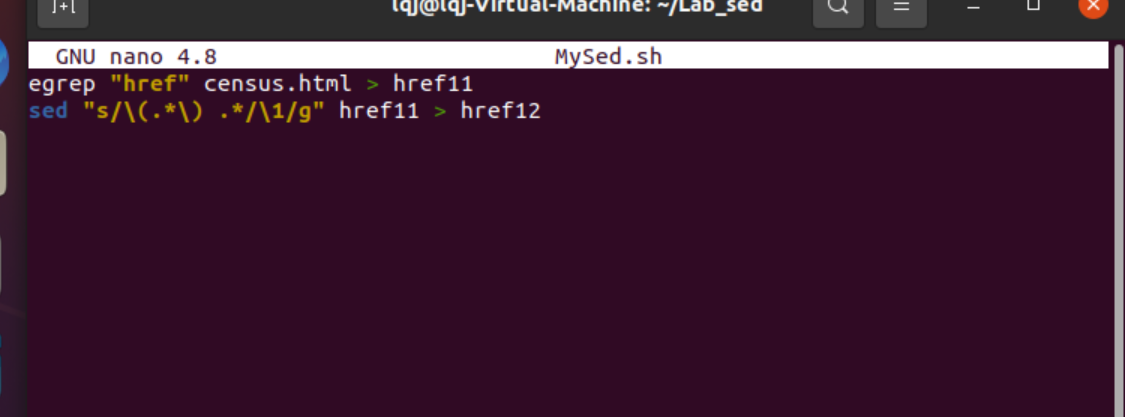 lqj@lqj-Virtual-Machine: ~/Lab_sed
GNU nano 4.8 MySed.sh
egrep "href" census.html > href11
sed "s/\(.*\) .*/\1/g" href11 > href12